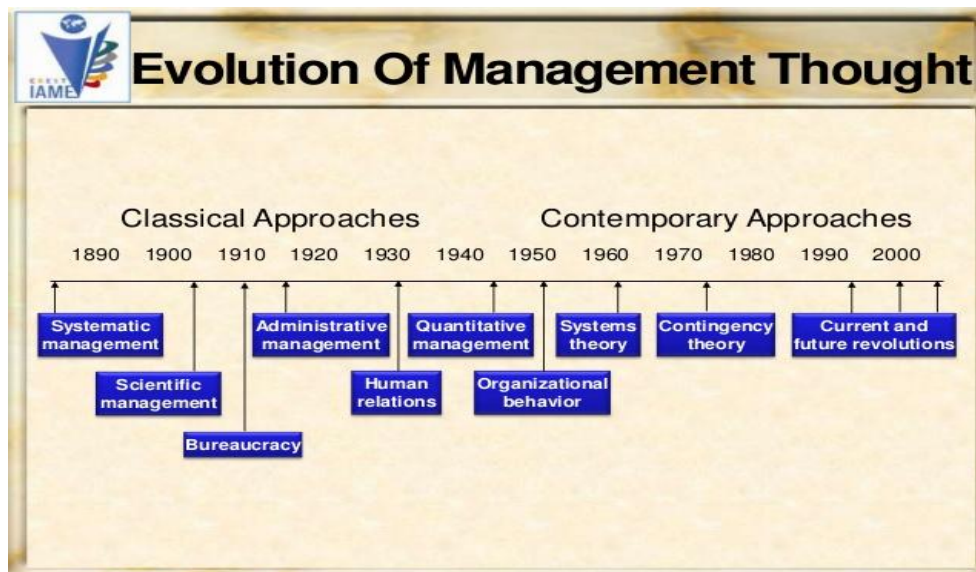 IAME
Evolution Of Management Thought
Classical Approaches
Contemporary Approaches
1890 1900 1910 1920 1930 1940 1950 1960 1970 1980 1990 2000
Systematic
management
Administrative
management
Quantitative
management
Systems
theory
Contingency
theory
Current and
future revolutions
Scientific
management
Human
relations
Organizational
behavior
Bureaucracy